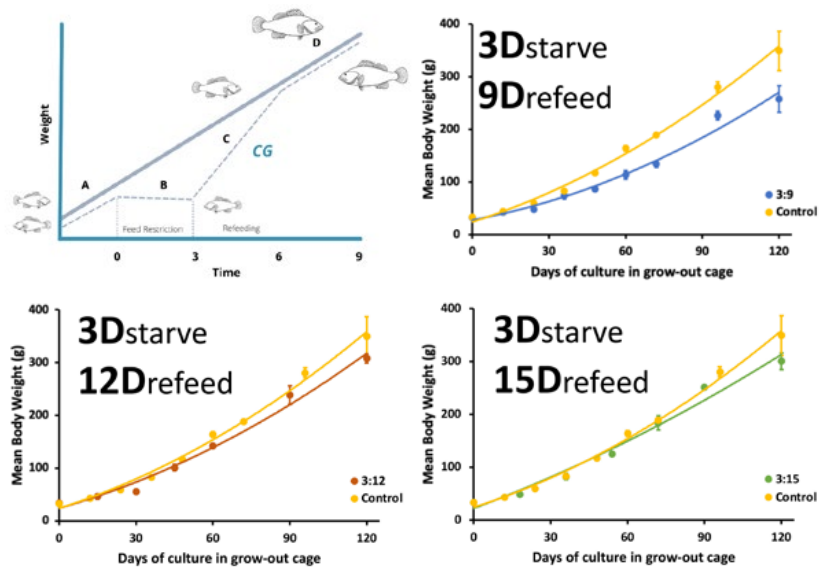 Weight
A
B
C
D
CG
Feed Restriction
Refeeding
0
3
6
9
Time
3Dstarve
9Drefeed
Mean Body Weight (g)
400
300
200
100
0
0
30
60
90
120
3:9
Control
Days of culture in grow-out cage
3Dstarve
12Drefeed
Mean Body Weight (g)
400
300
200
100
0
0
30
60
90
120
3:12
Control
Days of culture in grow-out cage
3Dstarve
15Drefeed
Mean Body Weight (g)
400
300
200
100
0
0
30
60
90
120
3:15
Control
Days of culture in grow-out cage